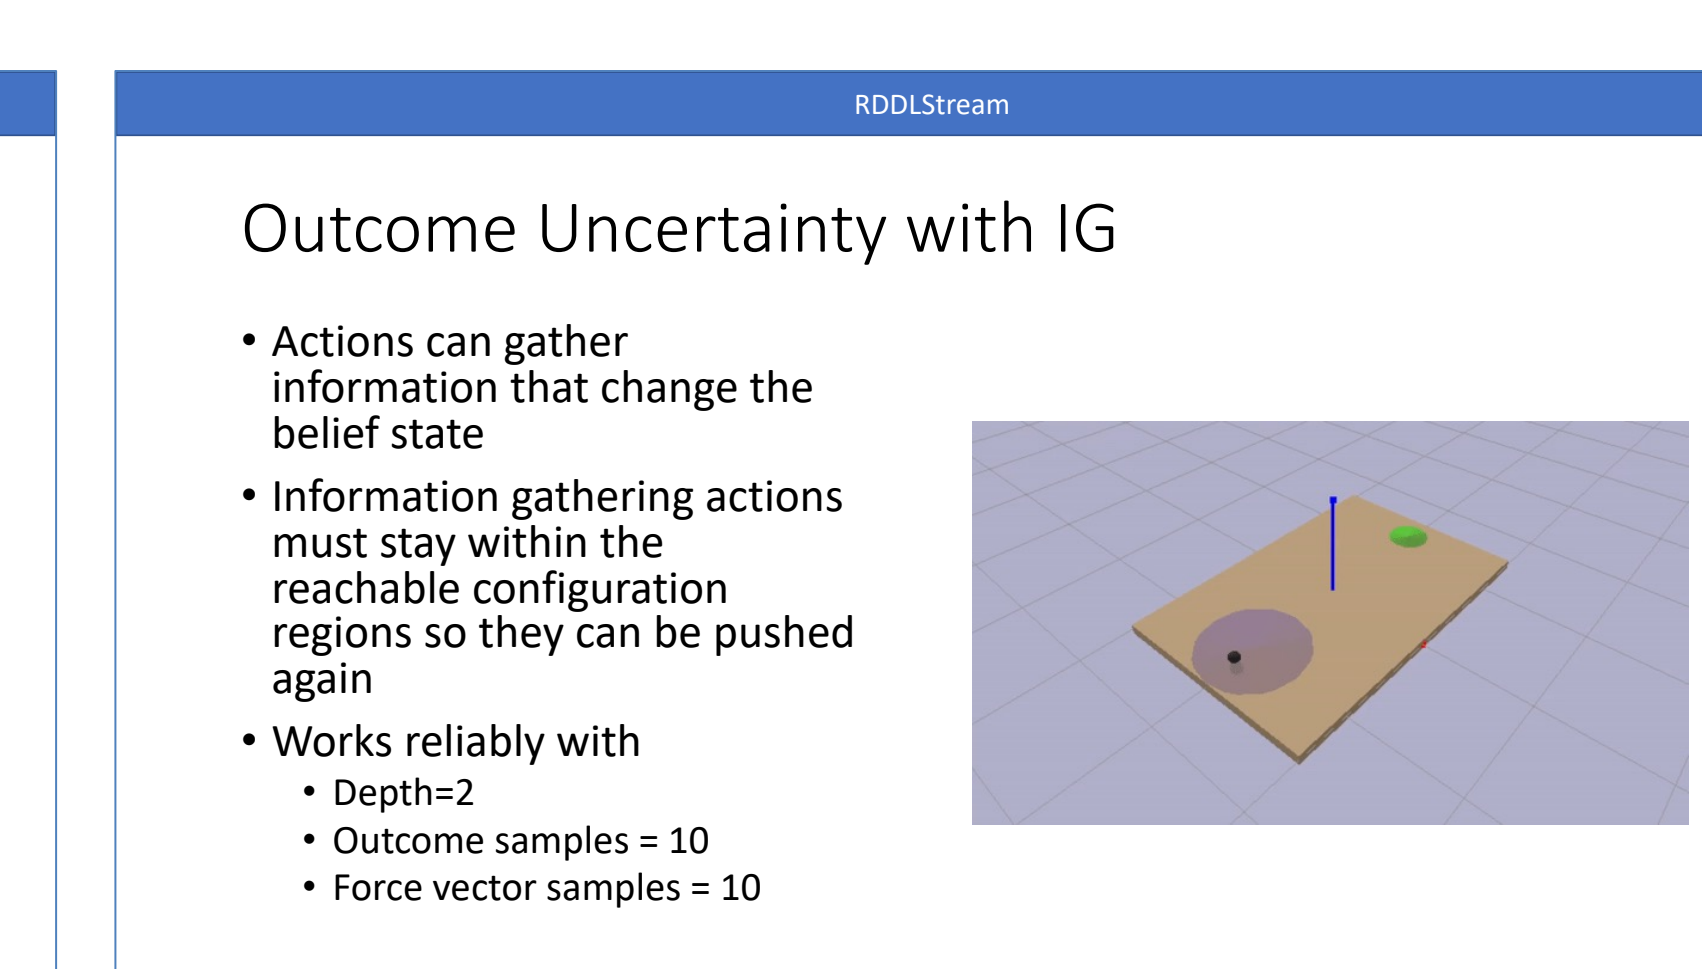 RDDLStream
Outcome Uncertainty with IG
• Actions can gather
information that change the
belief state
• Information gathering actions
must stay within the
reachable configuration
regions so they can be pushed
again
• Works reliably with
• Depth=2
• Outcome samples = 10
• Force vector samples = 10